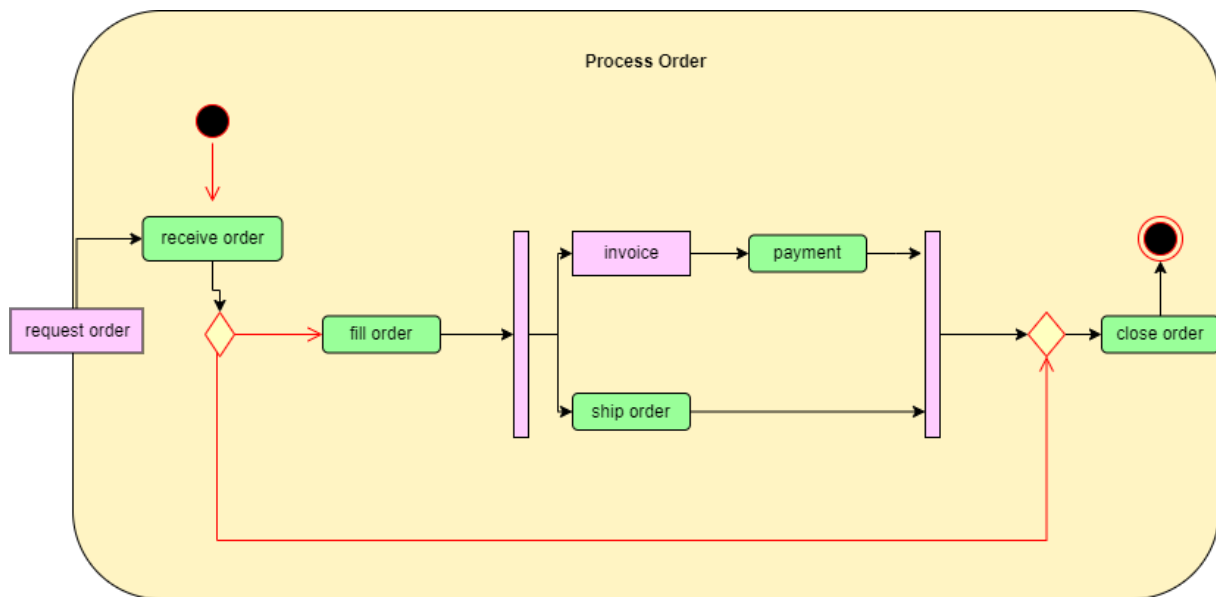 Process Order
receive order
request order
fill order
invoice
payment
ship order
close order